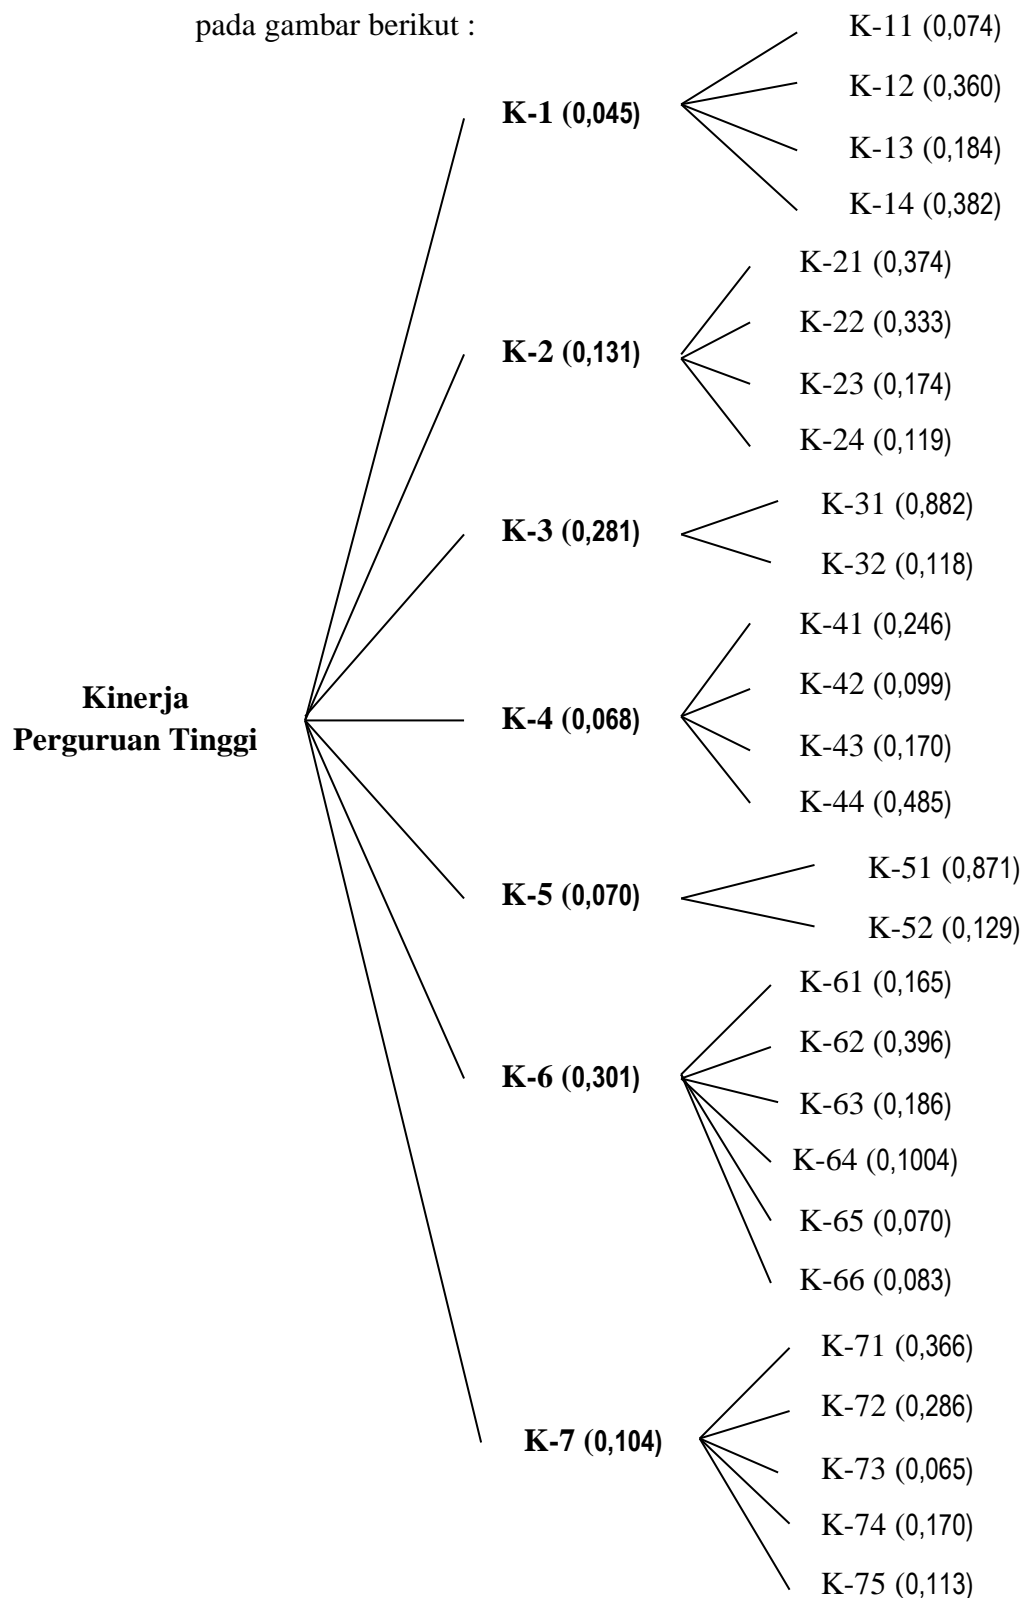 pada gambar berikut :
K-11 (0,074)
K-12 (0,360)
K-1 (0,045)
K-13 (0,184)
K-14 (0,382)
K-21 (0,374)
K-22 (0,333)
K-2 (0,131)
K-23 (0,174)
K-24 (0,119)
K-31 (0,882)
K-3 (0,281)
K-32 (0,118)
K-41 (0,246)
K-42 (0,099)
Kinerja
Perguruan Tinggi
K-4 (0,068)
K-43 (0,170)
K-44 (0,485)
K-51 (0,871)
K-5 (0,070)
K-52 (0,129)
K-61 (0,165)
K-62 (0,396)
K-6 (0,301)
K-63 (0,186)
K-64 (0,1004)
K-65 (0,070)
K-66 (0,083)
K-71 (0,366)
K-72 (0,286)
K-7 (0,104)
K-73 (0,065)
K-74 (0,170)
K-75 (0,113)